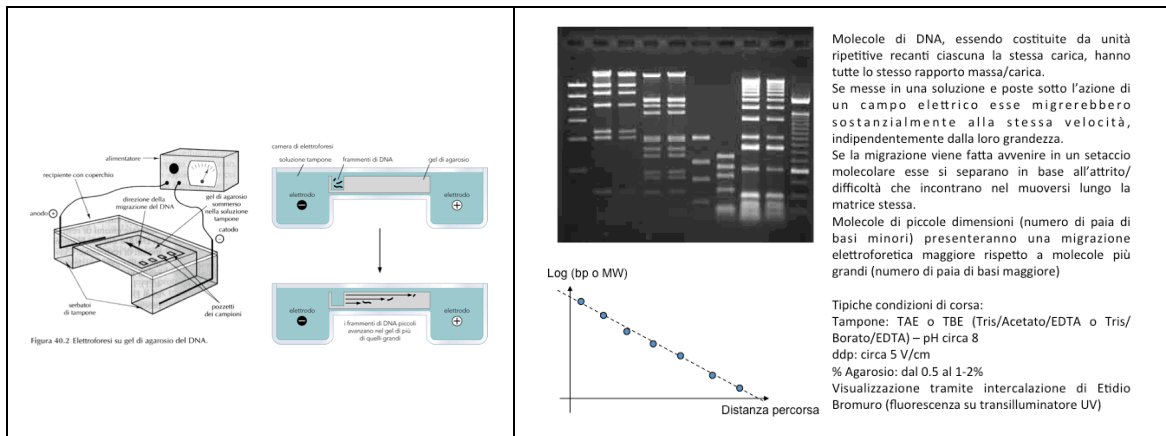 alimentatore
recipiente con coperchio
direzione della
migrazione del DNA
gel di agarosio
sommerso
nella soluzione
tampone
anodo +
catodo
−
serbatoi
di tampone
pozzetti
dei campioni
Figura 40.2 Elettroforesi su gel di agarosio del DNA.
camera di elettroforesi
soluzione tampone
frammenti di DNA
gel di agarosio
elettrodo
−
elettrodo
+
elettrodo
−
elettrodo
+
i frammenti di DNA piccoli
avanzano nel gel di più
di quelli grandi
Log (bp o MW)
Distanza percorsa
Molecole di DNA, essendo costituite da unità
ripetitive recanti ciascuna la stessa carica, hanno
tutte lo stesso rapporto massa/carica.
Se messe in una soluzione e poste sotto l'azione di
un campo elettrico esse migrerebbero
sostanzialmente alla stessa velocità,
indipendentemente dalla loro grandezza.
Se la migrazione viene fatta avvenire in un setaccio
molecolare esse si separano in base all'attrito/
difficoltà che incontrano nel muoversi lungo la
matrice stessa.
Molecole di piccole dimensioni (numero di paia di
basi minori) presenteranno una migrazione
elettroforetica maggiore rispetto a molecole più
grandi (numero di paia di basi maggiore)
Tipiche condizioni di corsa:
Tampone: TAE o TBE (Tris/Acetato/EDTA o Tris/
Borato/EDTA) – pH circa 8
ddp: circa 5 V/cm
% Agarosio: dal 0.5 al 1-2%
Visualizzazione tramite intercalazione di Etidio
Bromuro (fluorescenza su transilluminatore UV)